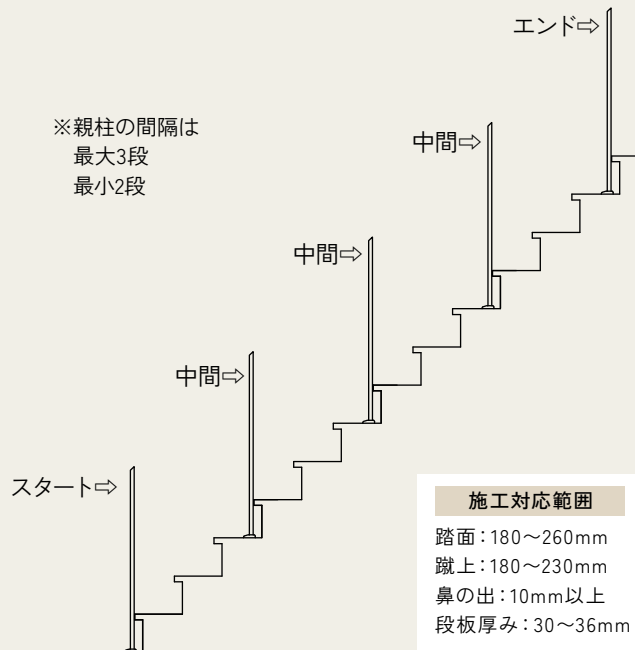 エンド⇨
※親柱の間隔は
最大3段
最小2段
中間⇨
中間⇨
中間⇨
スタート⇨
施工対応範囲
踏面：180〜260mm
蹴上：180〜230mm
鼻の出：10mm以上
段板厚み：30〜36mm